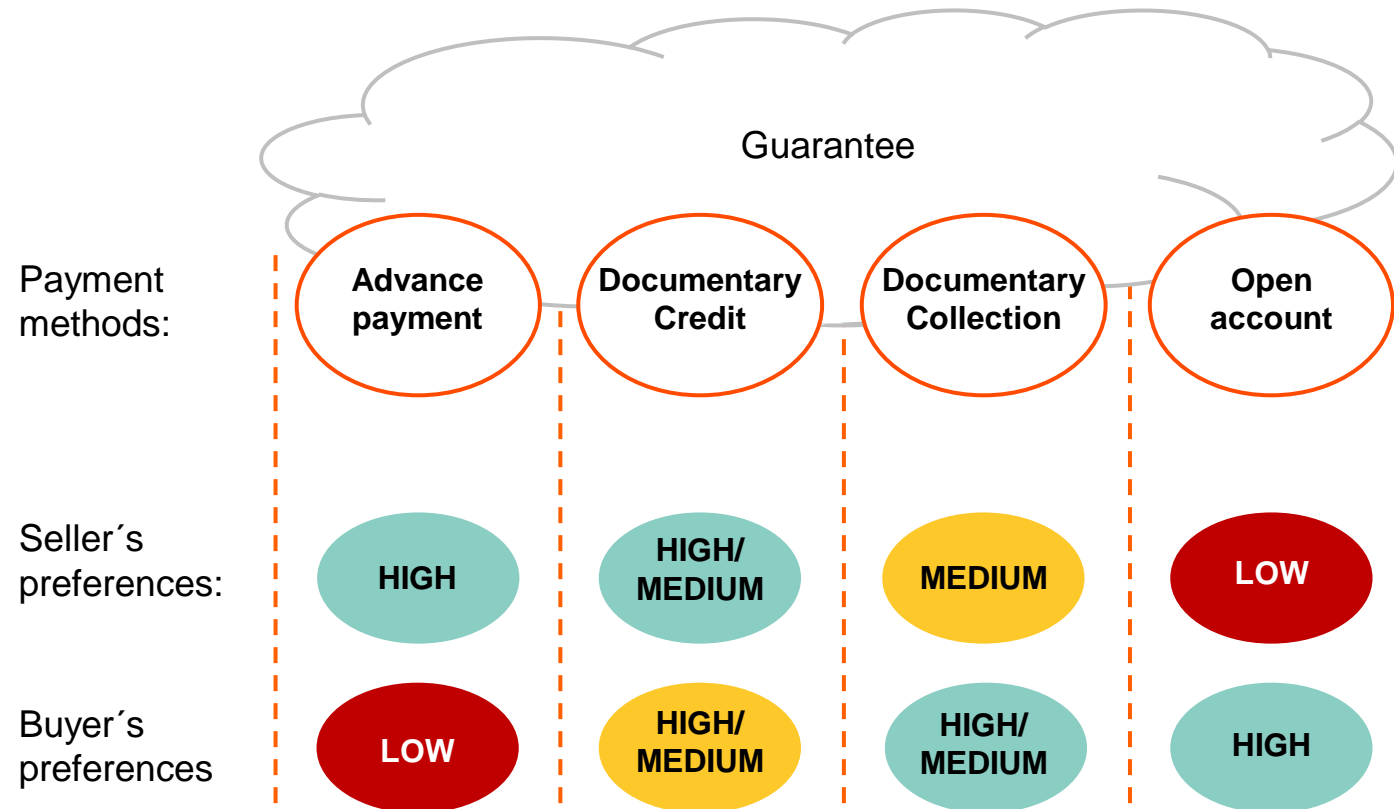 Guarantee
Payment
methods:
Advance
payment
Documentary
Credit
Documentary
Collection
Open
account
Seller´s
preferences:
HIGH
HIGH/
MEDIUM
MEDIUM
LOW
Buyer´s
preferences
LOW
HIGH/
MEDIUM
HIGH/
MEDIUM
HIGH